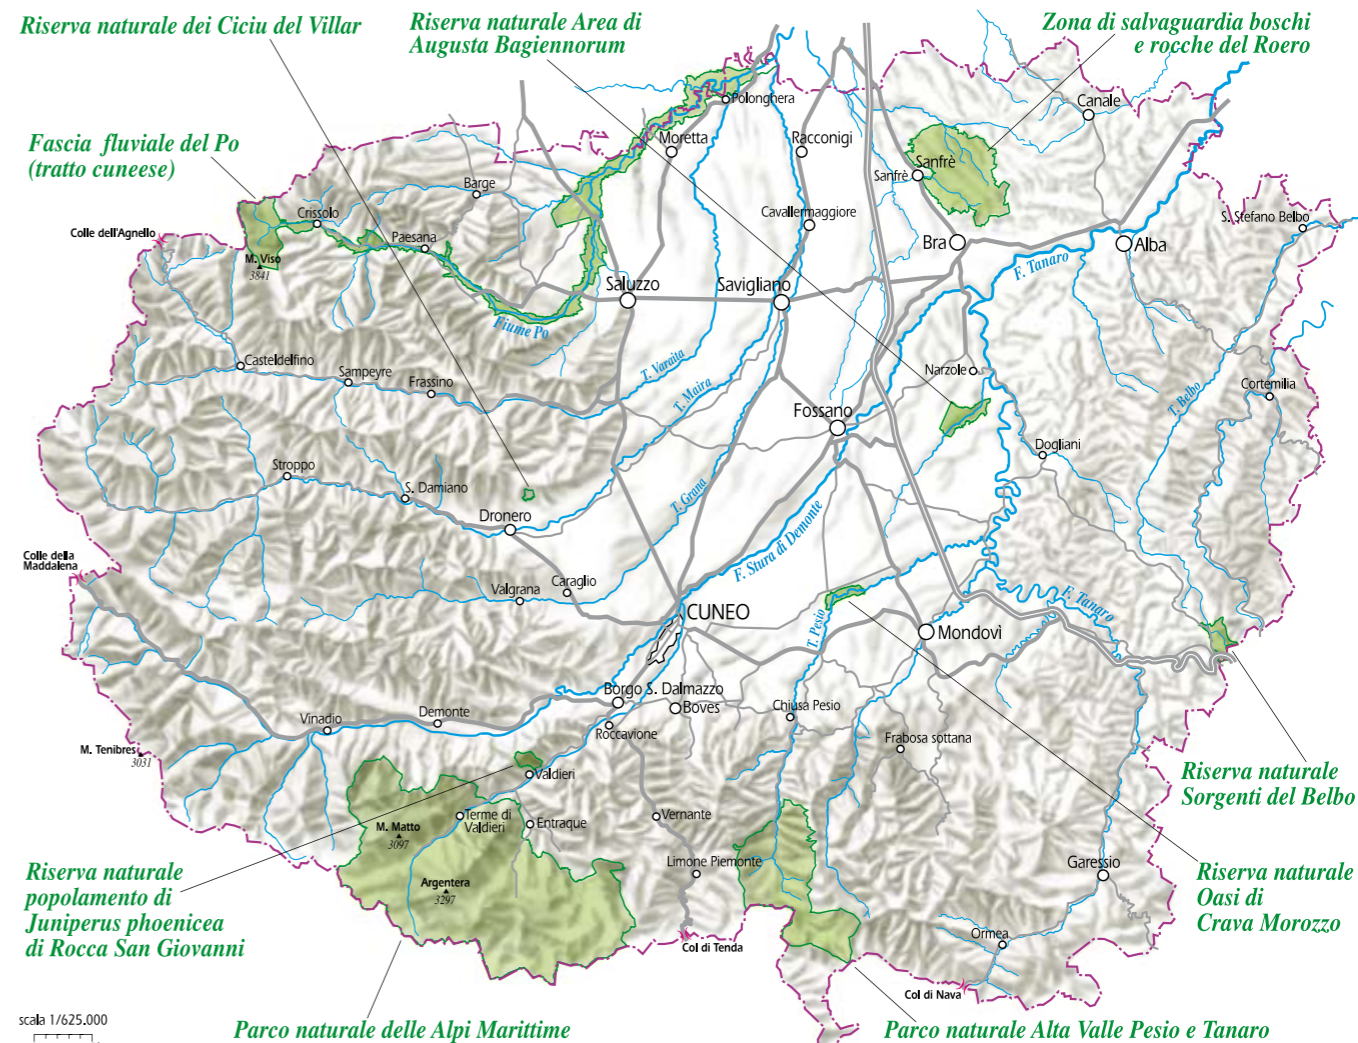 Riserva naturale dei Ciciu del Villar
Riserva naturale Area di
Augusta Bagiennorum
Zona di salvaguardia boschi
e rocche del Roero
Fascia fluviale del Po
(tratto cuneese)
Polonghera
Canale
Moretta
Racconigi
Sanfrè
Sanfrè
Barge
Crissolo
Cavallermaggiore
S. Stefano Belbo
Colle dell'Agnello
Paesana
Bra
Alba
M. Viso
3841
F. Tanaro
Saluzzo
Savigliano
Fiume Po
Casteldelfino
Sampeyre
Frassino
T. Varaita
T. Maira
Narzole
T. Belbo
Cortemilia
Fossano
Dogliani
Stroppo
S. Damiano
T. Grana
Dronero
F. Stura di Demonte
Colle della
Maddalena
Valgrana
Caraglio
CUNEO
T. Pesio
F. Tanaro
Mondovì
Borgo S. Dalmazzo
Boves
Chiusa Pesio
Vinadio
Demonte
Roccavione
Frabosa sottana
M. Tenibres
3031
Valdieri
Riserva naturale
Sorgenti del Belbo
Terme di
Valdieri
Entraque
Vernante
M. Matto
3097
Limone Piemonte
Garessio
Argentera
3297
Riserva naturale
popolamento di
Juniperus phoenicea
di Rocca San Giovanni
Riserva naturale
Oasi di
Crava Morozzo
Col di Tenda
Ormea
Col di Nava
scala 1/625.000
Parco naturale delle Alpi Marittime
Parco naturale Alta Valle Pesio e Tanaro